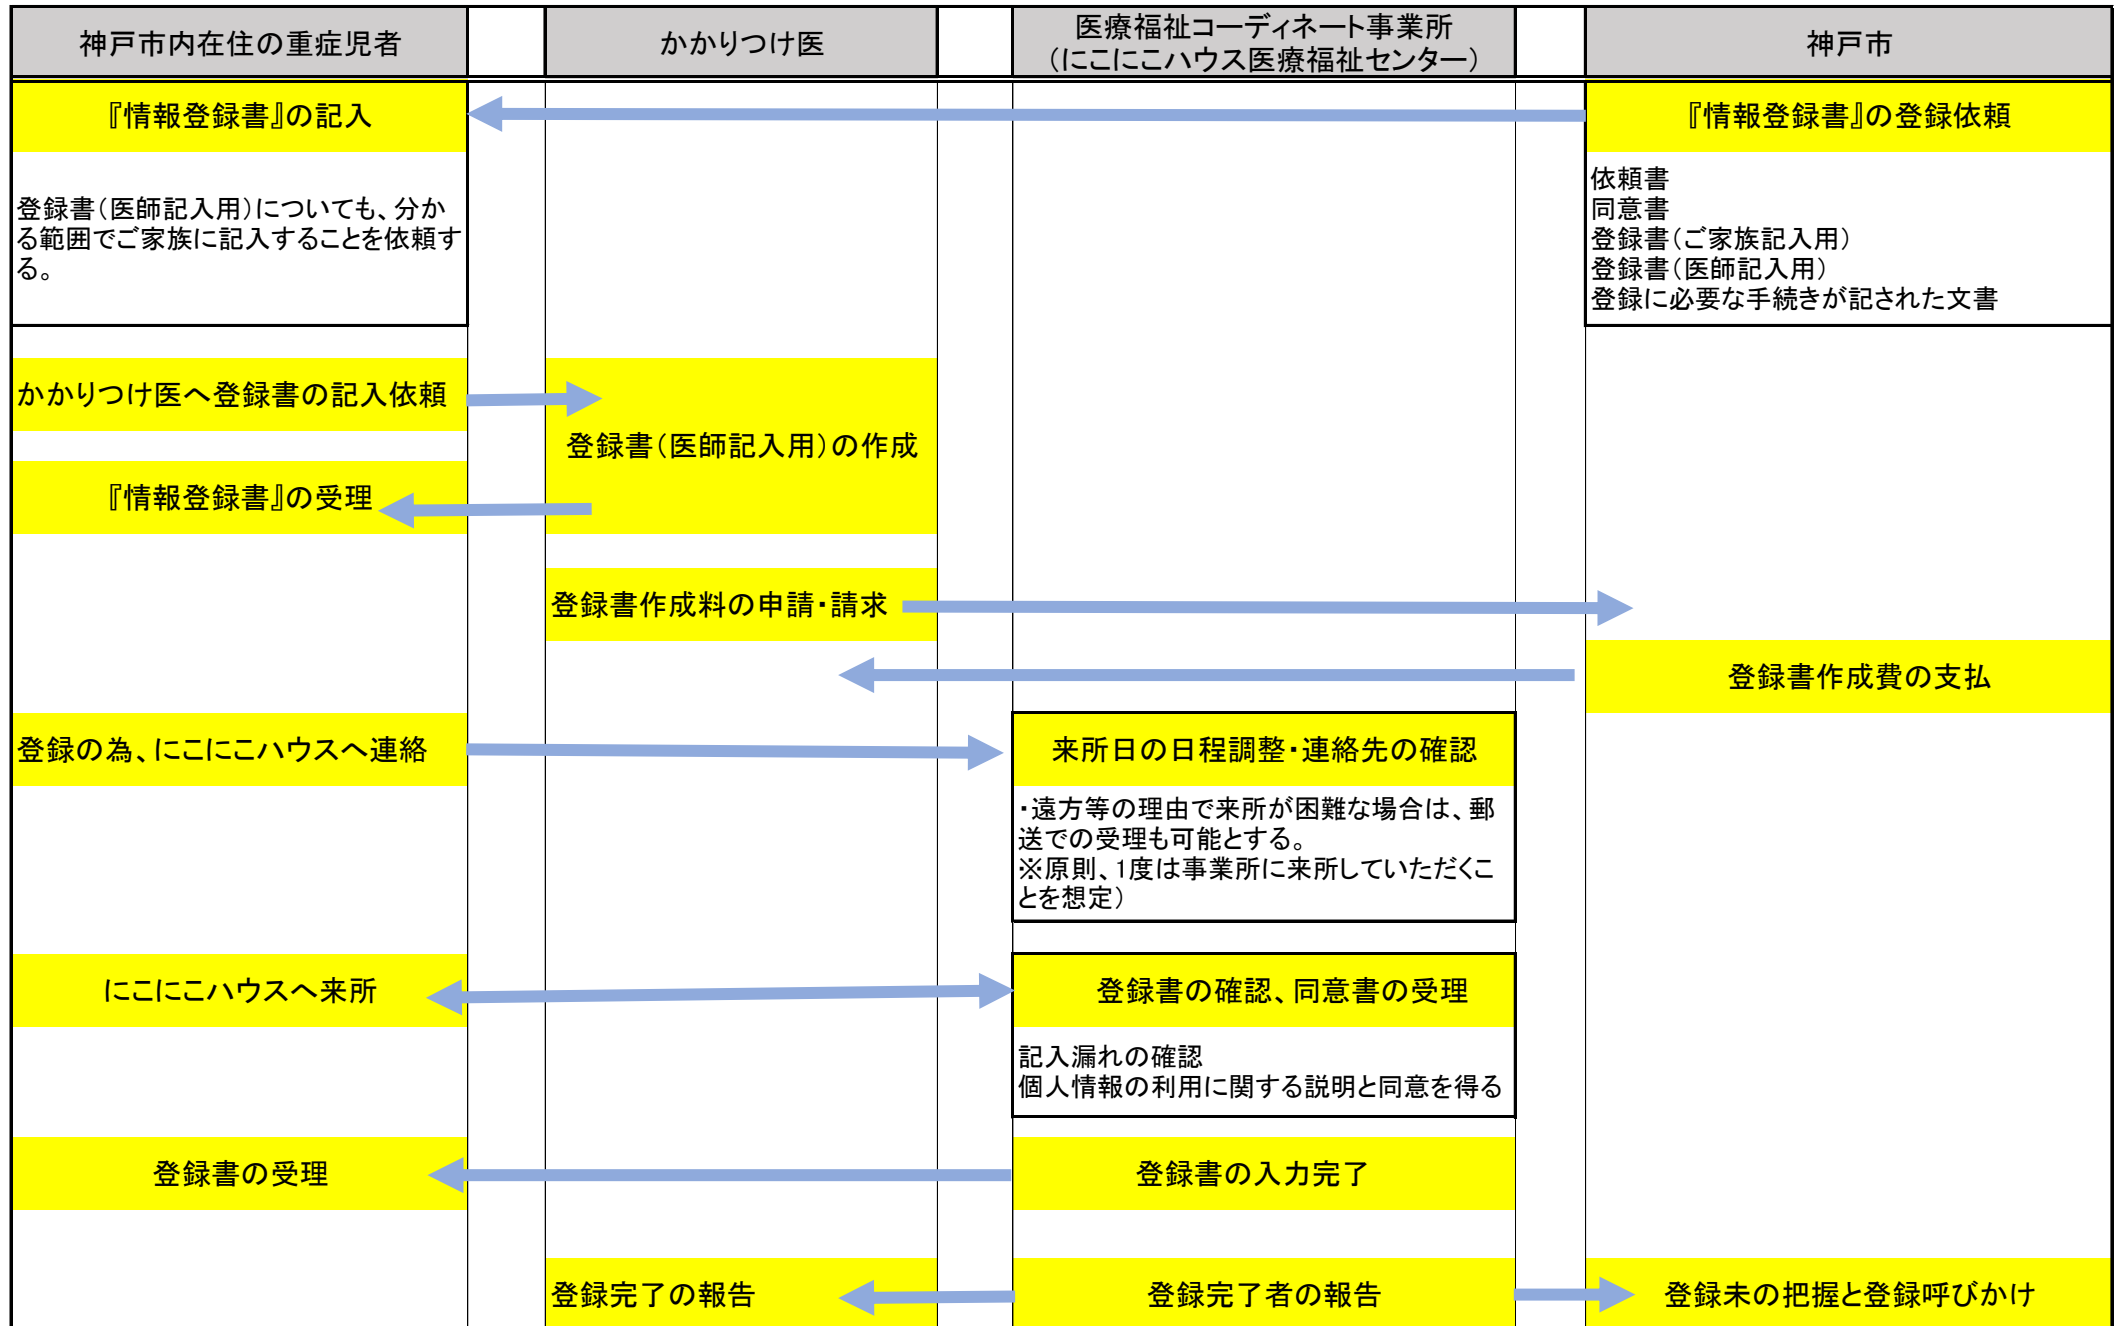 神戸市内在住の重症児者
かかりつけ医
医療福祉コーディネート事業所
（にこにこハウス医療福祉センター）
神戸市
『情報登録書』の記入
『情報登録書』の登録依頼
登録書（医師記入用）についても、分か
る範囲でご家族に記入することを依頼す
る。
依頼書
同意書
登録書（ご家族記入用）
登録書（医師記入用）
登録に必要な手続きが記された文書
かかりつけ医へ登録書の記入依頼
登録書（医師記入用）の作成
『情報登録書』の受理
登録書作成料の申請・請求
登録書作成費の支払
登録の為、にこにこハウスへ連絡
来所日の日程調整・連絡先の確認
・遠方等の理由で来所が困難な場合は、郵
送での受理も可能とする。
※原則、1度は事業所に来所していただくこ
とを想定）
にこにこハウスへ来所
登録書の確認、同意書の受理
記入漏れの確認
個人情報の利用に関する説明と同意を得る
登録書の受理
登録書の入力完了
登録完了の報告
登録完了者の報告
登録未の把握と登録呼びかけ